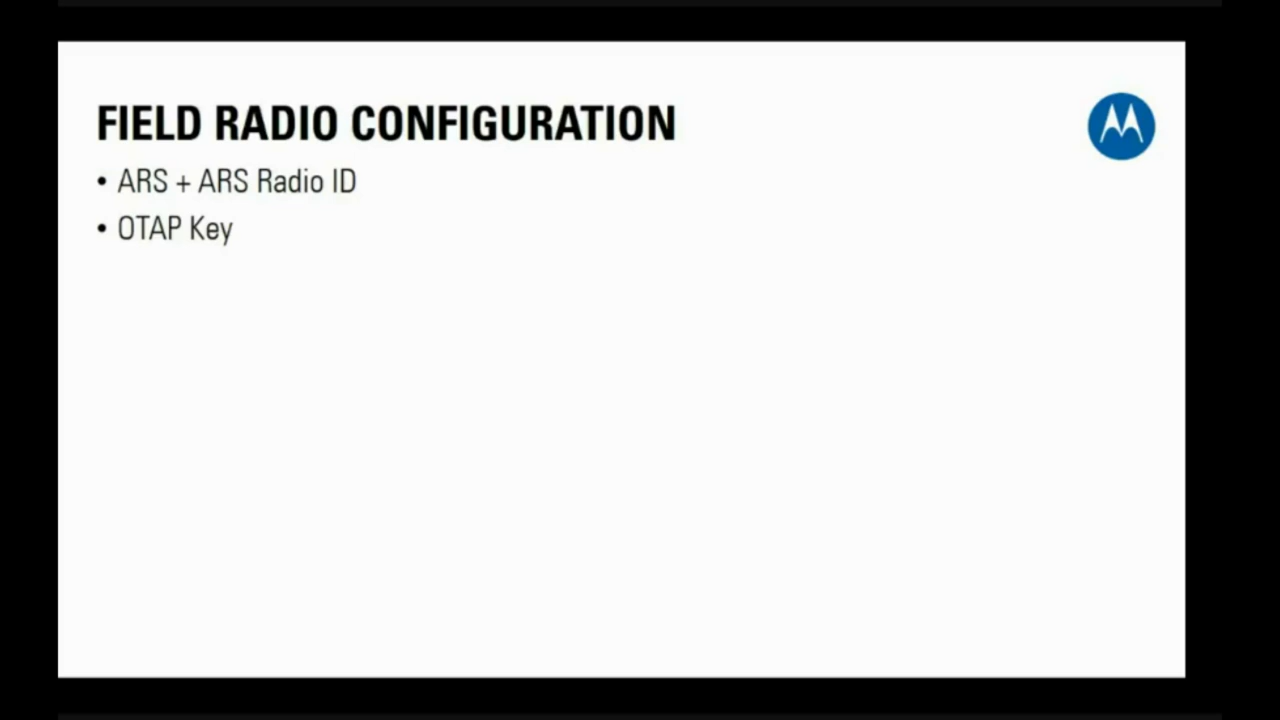 FIELD RADIO CONFIGURATION
• ARS + ARS Radio ID
• OTAP Key